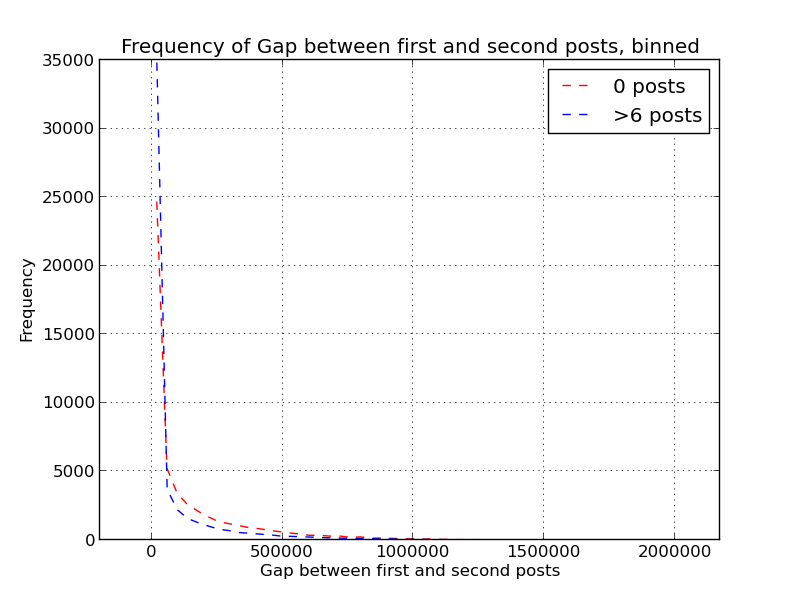 Frequency of Gap between first and second posts, binned
35000
30000
25000
20000
15000
10000
5000
0
Frequency
0 posts
>6 posts
0 500000 1000000 1500000 2000000
Gap between first and second posts